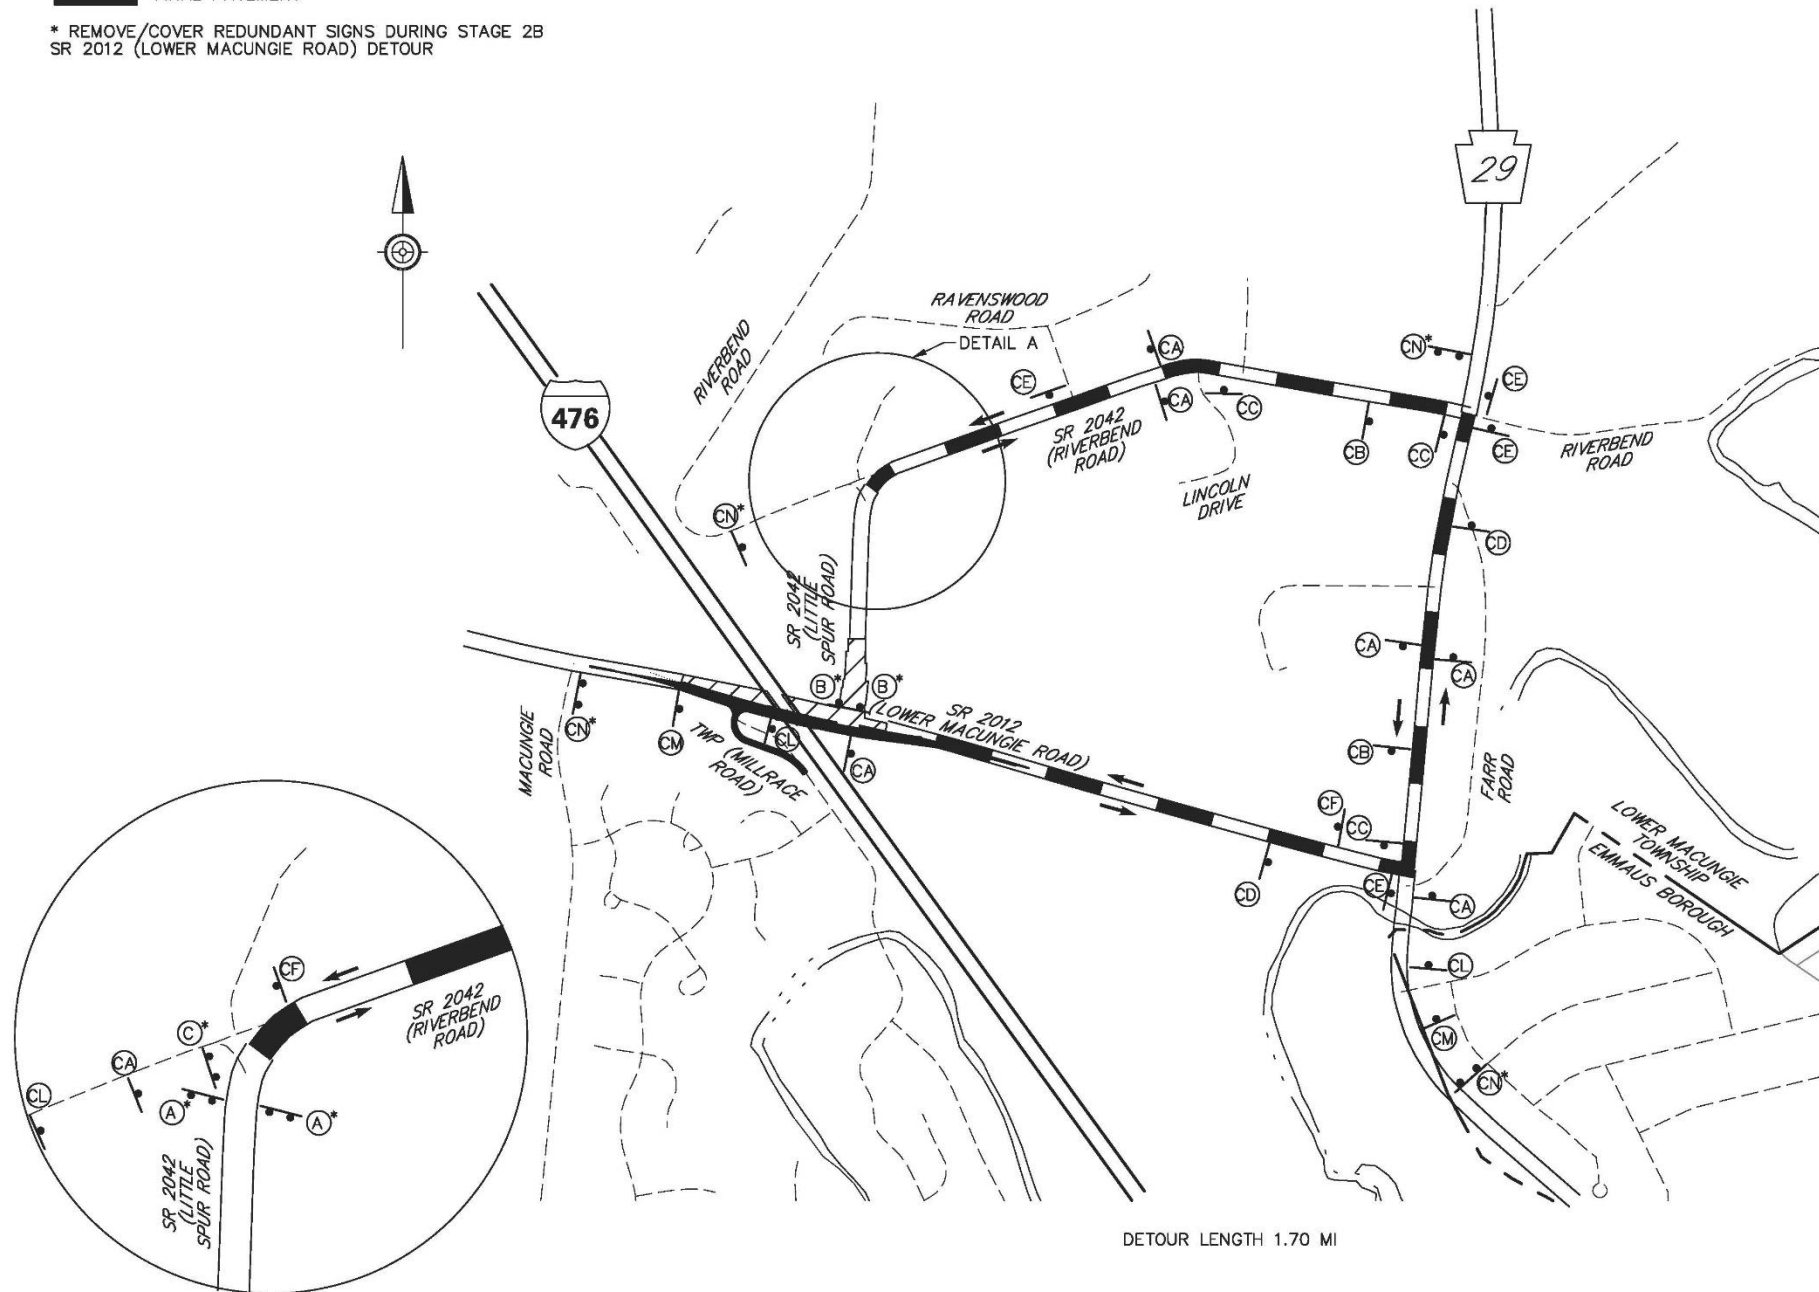 * REMOVE/COVER REDUNDANT SIGNS DURING STAGE 2B
SR 2012 (LOWER MACUNGIE ROAD) DETOUR
29
476
RIVERBEND
ROAD
RAVENSWOOD
ROAD
DETAIL A
CE
CA
CA
CC
SR 2042
(RIVERBEND
ROAD)
LINCOLN
DRIVE
CN*
CE
CB
CC
CE
RIVERBEND
ROAD
CD
CN*
SR 2042
(LITTLE
SPUR ROAD)
CA
CA
CB
FARR
ROAD
B*
B*
SR 2012
(LOWER MACUNGIE ROAD)
CN*
CM
CL
CA
MACUNGIE
ROAD
TWP (MILLRACE
ROAD)
CF
CC
CD
CE
CA
LOWER MACUNGIE
TOWNSHIP
EMMAUS BOROUGH
CL
CM
CN*
CF
SR 2042
(RIVERBEND
ROAD)
C*
CA
CL
A*
A*
SR 2042
(LITTLE
SPUR ROAD)
DETOUR LENGTH 1.70 MI